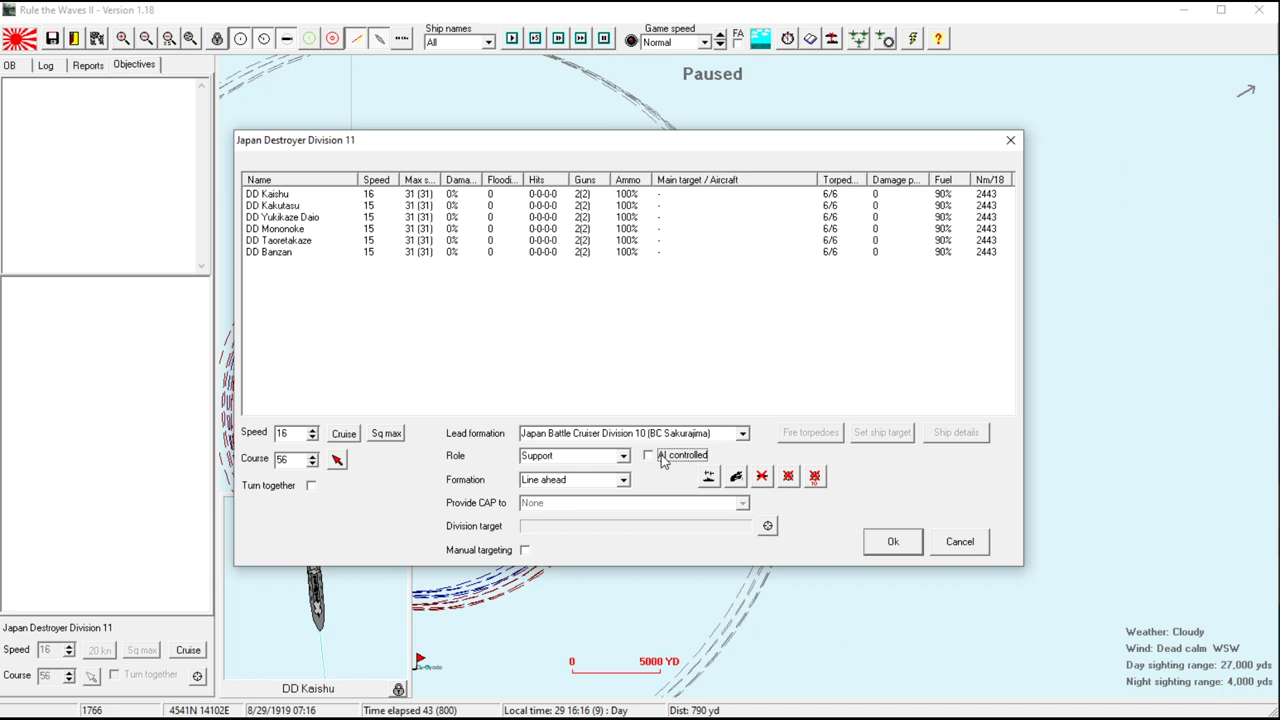 Rule the Waves II - Version 1.18
Ship names
All
Game speed
Normal
FA
OB Log Reports Objectives
Paused
Japan Destroyer Division 11
Name Speed Max s... Dama... Floodi... Hits Guns Ammo Main target / Aircraft Torped... Damage p... Fuel Nm/18
DD Kaishu 16 31 (31) 0% 0 0-0-0-0 2(2) 100% - 6/6 0 90% 2443
DD Kakutasu 15 31 (31) 0% 0 0-0-0-0 2(2) 100% - 6/6 0 90% 2443
DD Yukikaze Daio 15 31 (31) 0% 0 0-0-0-0 2(2) 100% - 6/6 0 90% 2443
DD Mononoke 15 31 (31) 0% 0 0-0-0-0 2(2) 100% - 6/6 0 90% 2443
DD Taoretakaze 15 31 (31) 0% 0 0-0-0-0 2(2) 100% - 6/6 0 90% 2443
DD Banzan 15 31 (31) 0% 0 0-0-0-0 2(2) 100% - 6/6 0 90% 2443
Speed 16 Cruise Sq max Lead formation Japan Battle Cruiser Division 10 (BC Sakurajima) Fire torpedoes Set ship target Ship details
Course 56 Role Support AI controlled
Turn together Formation Line ahead
Provide CAP to None
Division target
Manual targeting
Ok Cancel
Japan Destroyer Division 11
Speed 16 20 kn Sq max Cruise
Course 56 Turn together
DD Kaishu
0 5000 YD
Weather: Cloudy
Wind: Dead calm WSW
Day sighting range: 27,000 yds
Night sighting range: 4,000 yds
1766 4541N 14102E 8/29/1919 07:16 Time elapsed 43 (800) Local time: 29 16:16 (9) : Day Dist: 790 yd